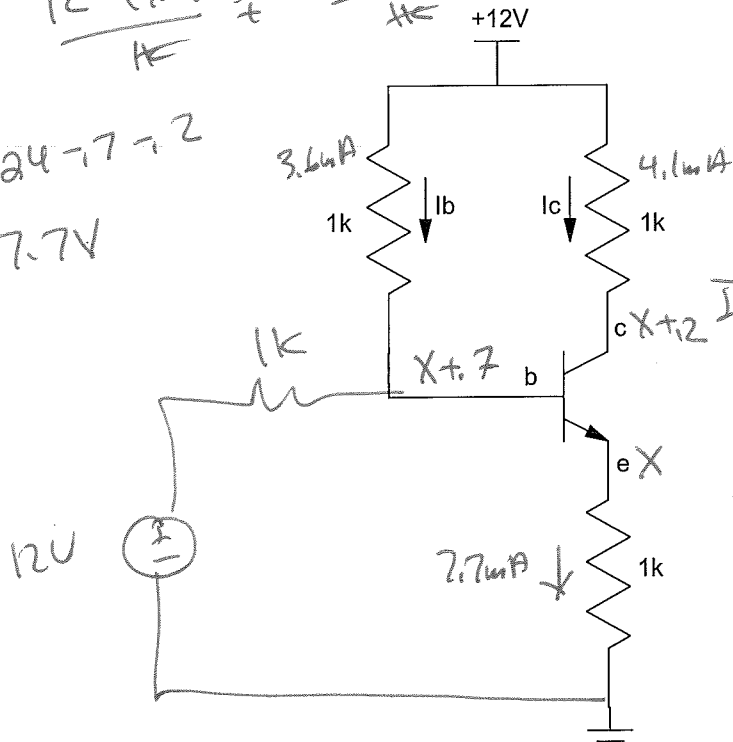 +12V
24-.7-.2
7.7V
3.6mA
4.1mA
Ib
Ic
1k
1k
1K
X+.7
b
c
X+.2
I
e
X
12V
7.7mA
1k